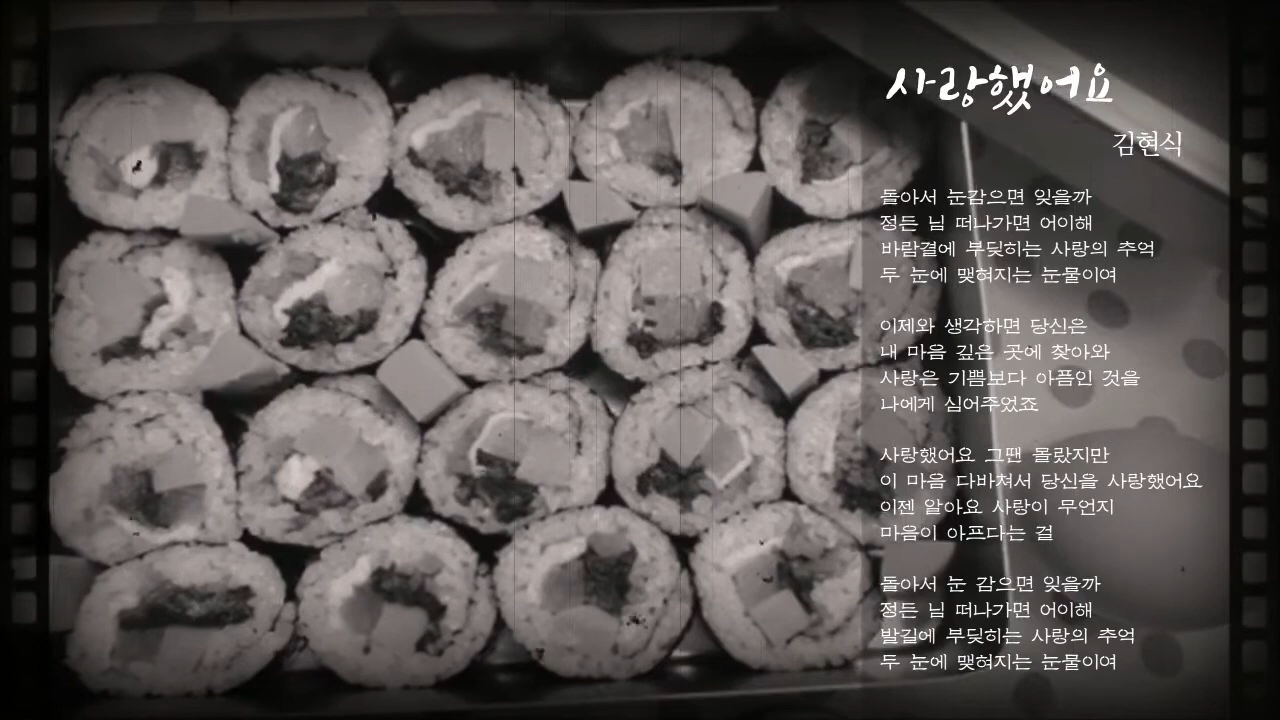 사랑했어요
김현식
돌아서 눈감으면 잊을까
정든 님 떠나가면 어이해
바람결에 부딪히는 사랑의 추억
두 눈에 맺혀지는 눈물이여
이제와 생각하면 당신은
내 마음 깊은 곳에 찾아와
사랑은 기쁨보다 아픔인 것을
나에게 심어주었죠
사랑했어요 그땐 몰랐지만
이 마음 다바쳐서 당신을 사랑했어요
이젠 알아요 사랑이 무언지
마음이 아프다는 걸
돌아서 눈 감으면 잊을까
정든 님 떠나가면 어이해
발길에 부딪히는 사랑의 추억
두 눈에 맺혀지는 눈물이여